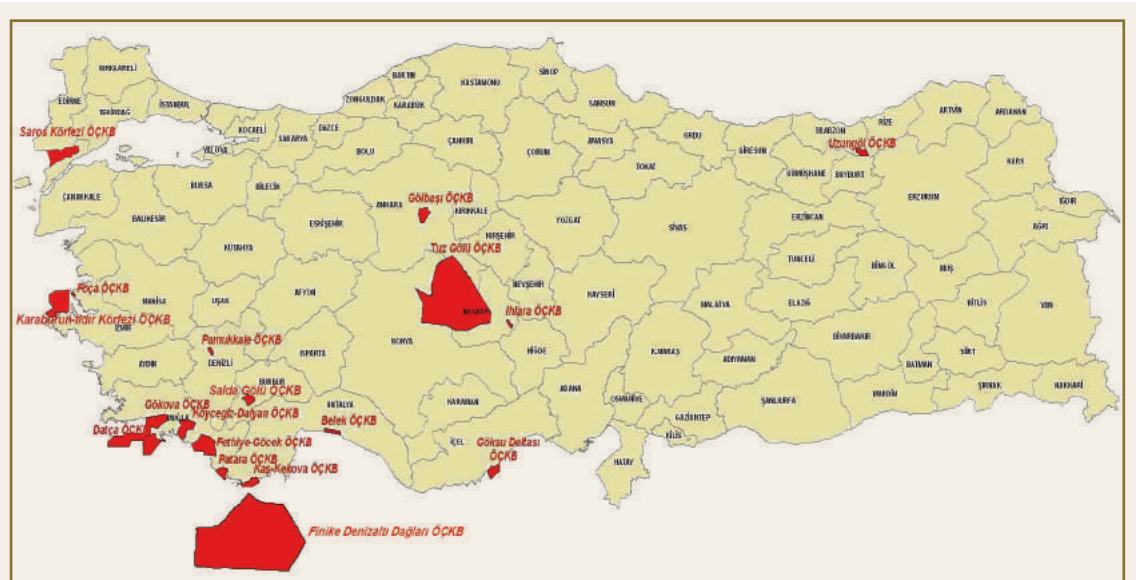 KIRKLARELİ
EDİRNE
TEKİRDAĞ
İSTANBUL
Saros Körfezi ÖÇKB
KOCAELİ
YALOVA
SAKARYA
DÜZCE
ZONGULDAK
BARTIN
KARABÜK
KASTAMONU
SİNOP
SAMSUN
BOLU
ÇANKIRI
ÇORUM
AMASYA
TOKAT
ORDU
GİRESUN
TRABZON
RİZE
ARTVİN
ARDAHAN
Uzungöl ÖÇKB
GÜMÜŞHANE
BAYBURT
KARS
ERZURUM
IĞDIR
AĞRI
ÇANAKKALE
BURSA
BİLECİK
BALIKESİR
ESKİŞEHİR
ANKARA
Gölbaşı ÖÇKB
KIRIKKALE
KIRŞEHİR
YOZGAT
SİVAS
ERZİNCAN
TUNCELİ
BİNGÖL
MUŞ
KÜTAHYA
Tuz Gölü ÖÇKB
NEVŞEHİR
KAYSERİ
MALATYA
ELAZIĞ
BİTLİS
VAN
Foça ÖÇKB
MANİSA
UŞAK
AFYON
AKSARAY
Ihlara ÖÇKB
Karaburun-Ildır Körfezi ÖÇKB
İZMİR
Pamukkale ÖÇKB
DENİZLİ
ISPARTA
KONYA
NİĞDE
K.MARAŞ
ADIYAMAN
DİYARBAKIR
BATMAN
SİİRT
AYDIN
BURDUR
Salda Gölü ÖÇKB
KARAMAN
ADANA
OSMANİYE
GAZİANTEP
ŞANLIURFA
MARDİN
ŞIRNAK
HAKKARİ
Gökova ÖÇKB
MUĞLA
Köyceğiz-Dalyan ÖÇKB
ANTALYA
Belek ÖÇKB
Datça ÖÇKB
Fethiye-Göcek ÖÇKB
İÇEL
Göksu Deltası
ÖÇKB
KİLİS
HATAY
Patara ÖÇKB
Kaş-Kekova ÖÇKB
Finike Denizaltı Dağları ÖÇKB